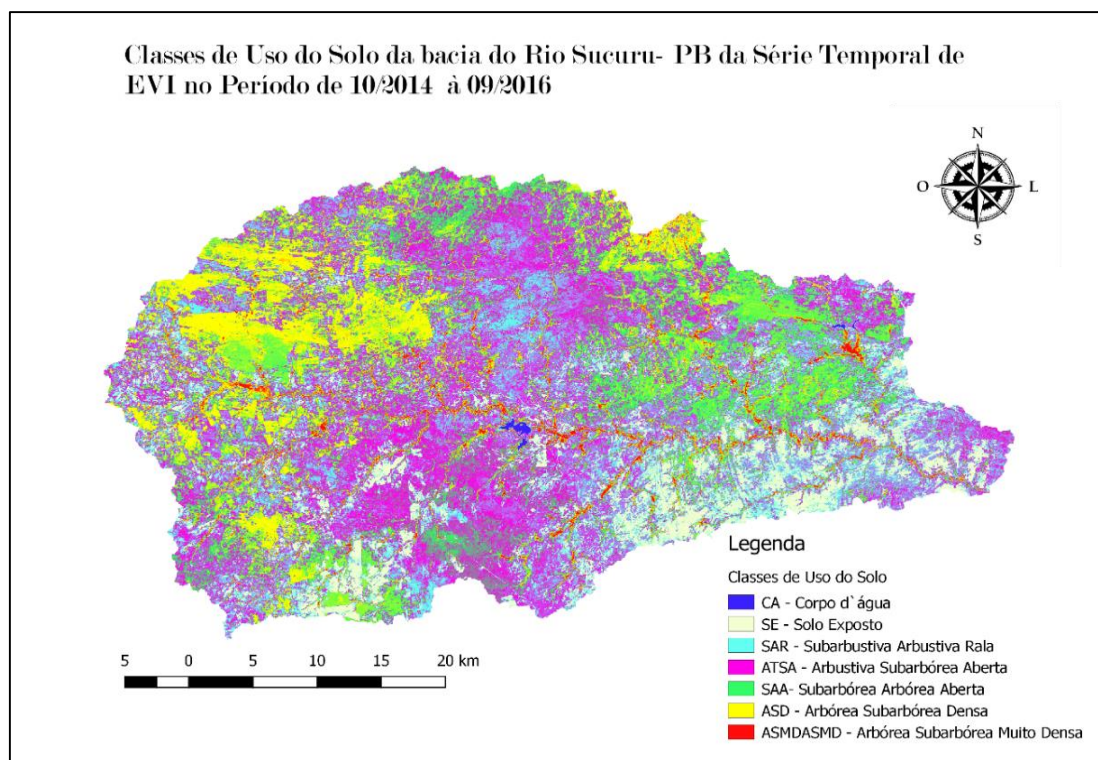 Classes de Uso do Solo da bacia do Rio Sucuru- PB da Série Temporal de
EVI no Período de 10/2014 à 09/2016
N
O
L
S
Legenda
Classes de Uso do Solo
CA - Corpo d`água
SE - Solo Exposto
SAR - Subarbustiva Arbustiva Rala
ATSA - Arbustiva Subarbórea Aberta
SAA- Subarbórea Arbórea Aberta
ASD - Arbórea Subarbórea Densa
ASMDASMD - Arbórea Subarbórea Muito Densa
5 0 5 10 15 20 km